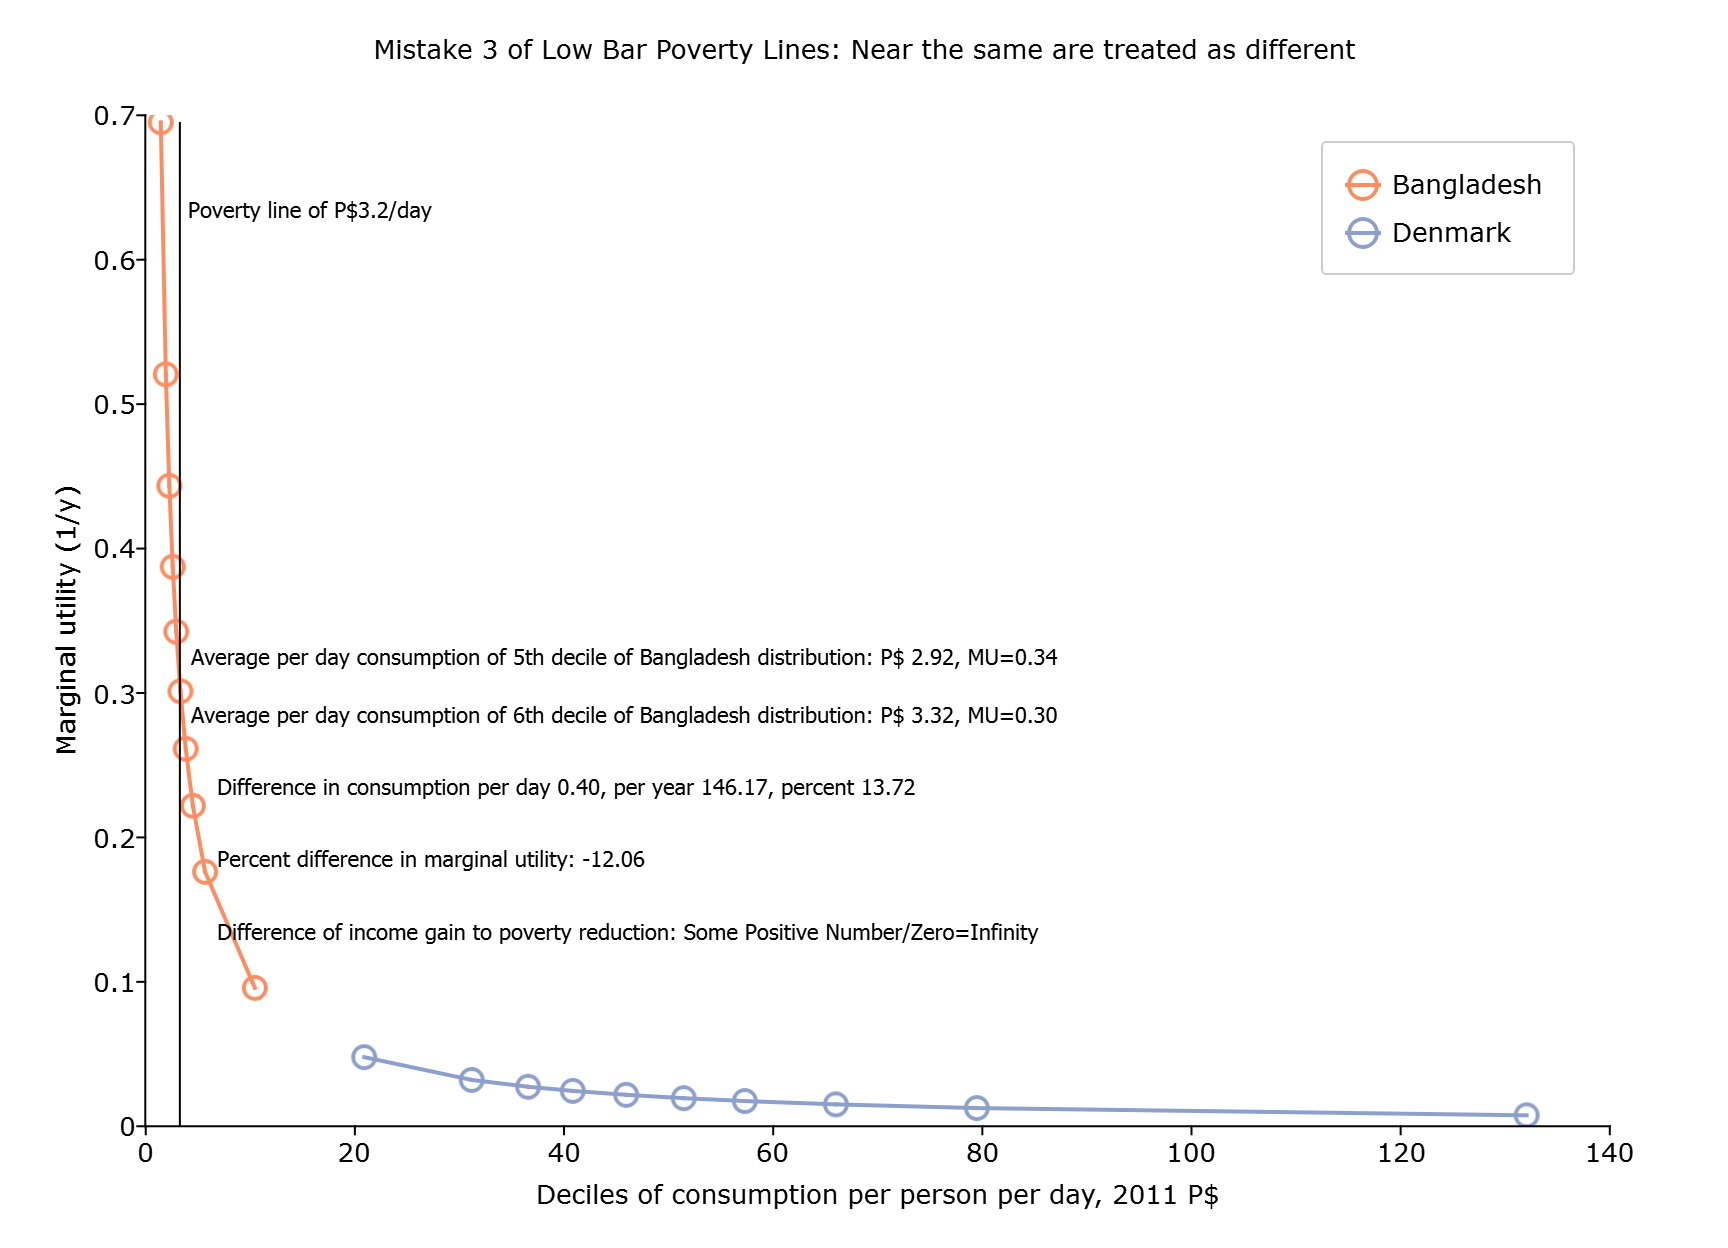 Mistake 3 of Low Bar Poverty Lines: Near the same are treated as different
Bangladesh
Denmark
Poverty line of P$3.2/day
Average per day consumption of 5th decile of Bangladesh distribution: P$ 2.92, MU=0.34
Average per day consumption of 6th decile of Bangladesh distribution: P$ 3.32, MU=0.30
Difference in consumption per day 0.40, per year 146.17, percent 13.72
Percent difference in marginal utility: -12.06
Difference of income gain to poverty reduction: Some Positive Number/Zero=Infinity
Marginal utility (1/y)
0.7
0.6
0.5
0.4
0.3
0.2
0.1
0
0 20 40 60 80 100 120 140
Deciles of consumption per person per day, 2011 P$